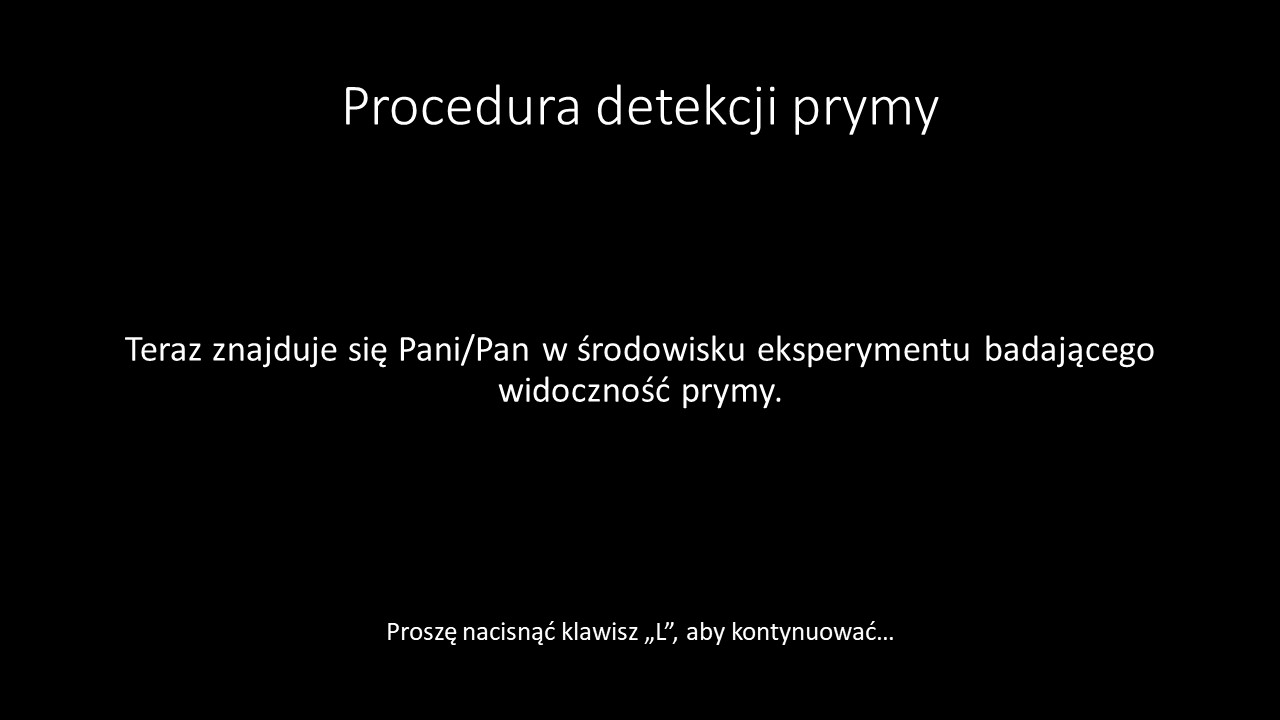 Procedura detekcji prymy
Teraz znajduje się Pani/Pan w środowisku eksperymentu badającego
widoczność prymy.
Proszę nacisnąć klawisz „L”, aby kontynuować…